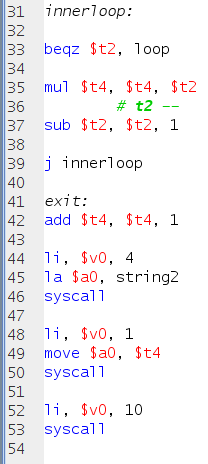 31 innerloop:
32
33 beqz $t2, loop
34
35 mul $t4, $t4, $t2
36 # t2 --
37 sub $t2, $t2, 1
38
39 j innerloop
40
41 exit:
42 add $t4, $t4, 1
43
44 li, $v0, 4
45 la $a0, string2
46 syscall
47
48 li, $v0, 1
49 move $a0, $t4
50 syscall
51
52 li, $v0, 10
53 syscall
54